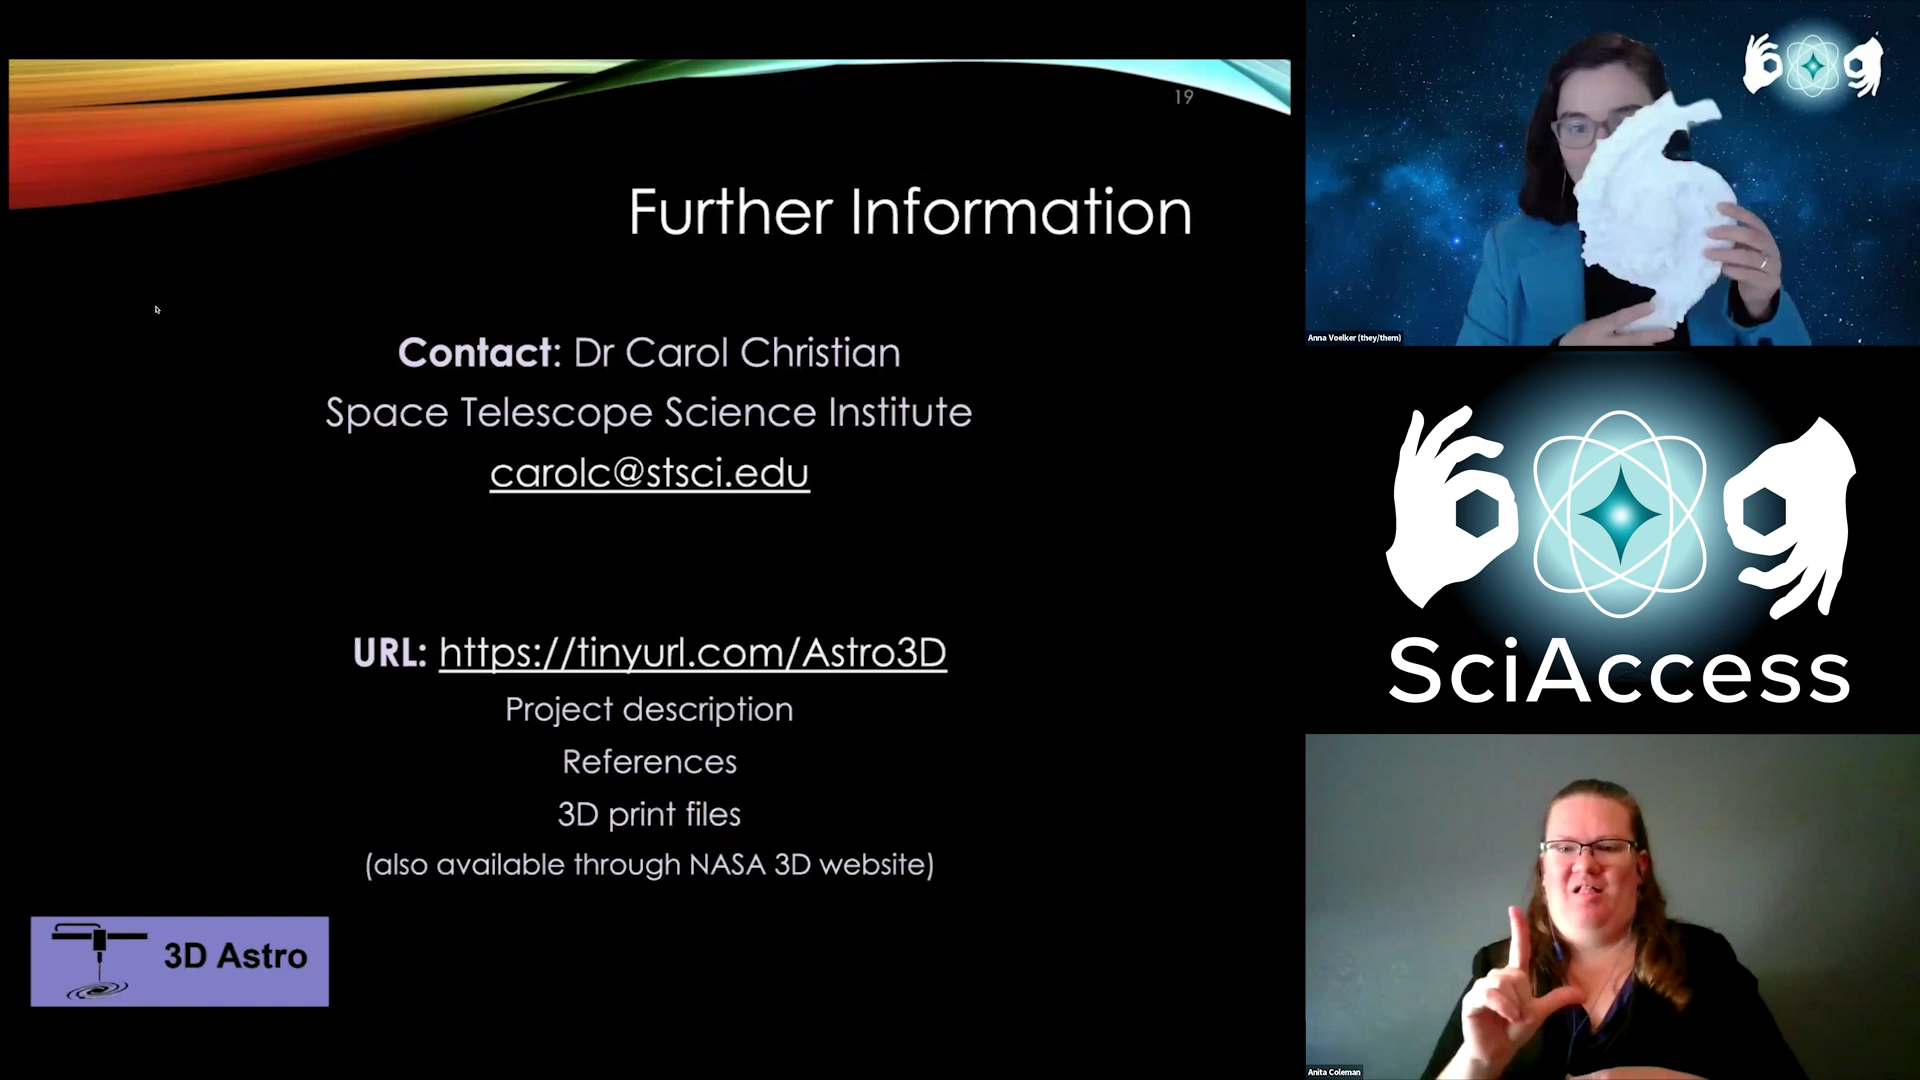 19
Further Information
Contact: Dr Carol Christian
Space Telescope Science Institute
carolc@stsci.edu
URL: https://tinyurl.com/Astro3D
Project description
References
3D print files
(also available through NASA 3D website)
3D Astro
Anna Voelker (they/them)
SciAccess
Anita Coleman